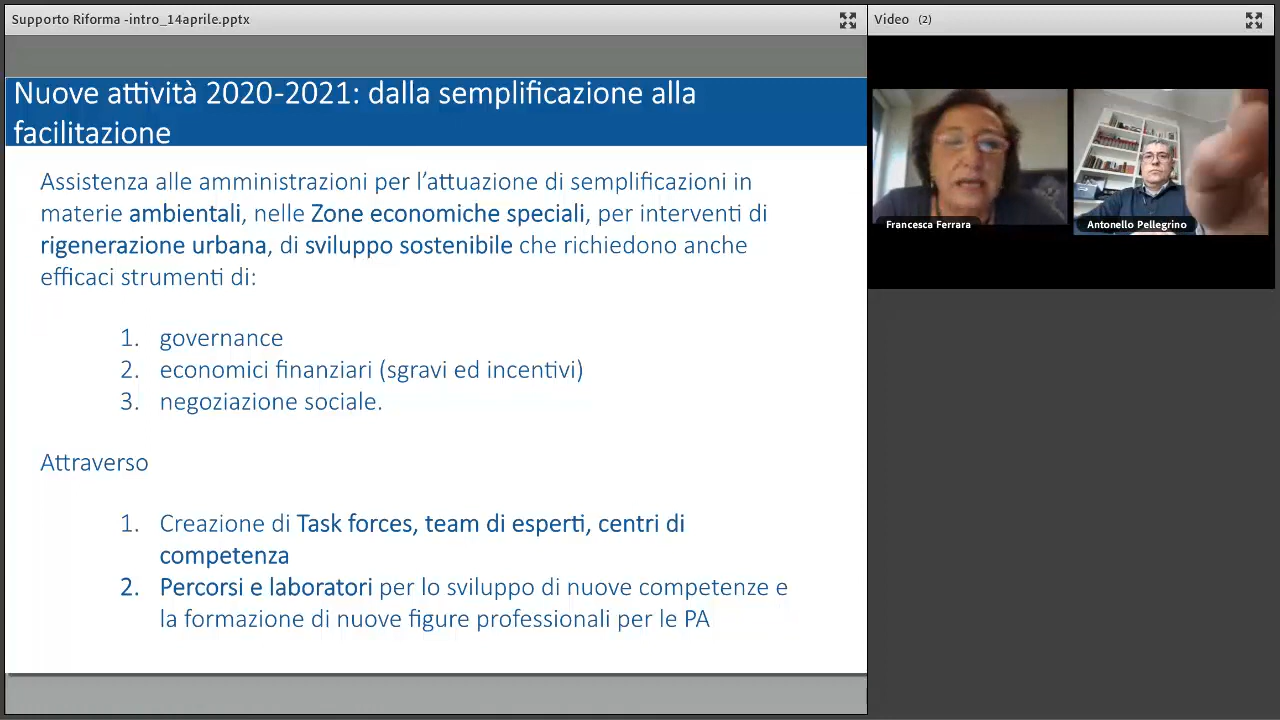 Supporto Riforma -intro_14aprile.pptx
Video (2)
Nuove attività 2020-2021: dalla semplificazione alla
facilitazione
Assistenza alle amministrazioni per l’attuazione di semplificazioni in
materie ambientali, nelle Zone economiche speciali, per interventi di
rigenerazione urbana, di sviluppo sostenibile che richiedono anche
efficaci strumenti di:
1. governance
2. economici finanziari (sgravi ed incentivi)
3. negoziazione sociale.
Attraverso
1. Creazione di Task forces, team di esperti, centri di
competenza
2. Percorsi e laboratori per lo sviluppo di nuove competenze e
la formazione di nuove figure professionali per le PA
Francesca Ferrara
Antonello Pellegrino